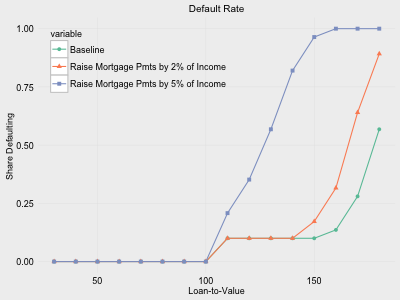 Default Rate
variable
Baseline
Raise Mortgage Pmts by 2% of Income
Raise Mortgage Pmts by 5% of Income
Share Defaulting
1.00
0.75
0.50
0.25
0.00
50
100
150
Loan-to-Value